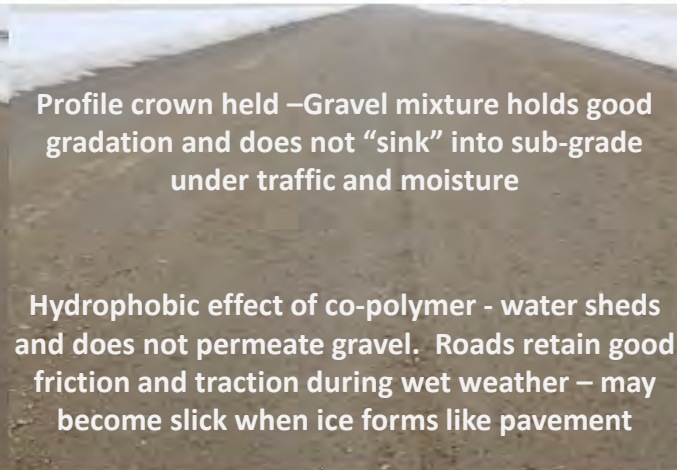 Profile crown held –Gravel mixture holds good
gradation and does not “sink” into sub-grade
under traffic and moisture
Hydrophobic effect of co-polymer - water sheds
and does not permeate gravel.  Roads retain good
friction and traction during wet weather – may
become slick when ice forms like pavement